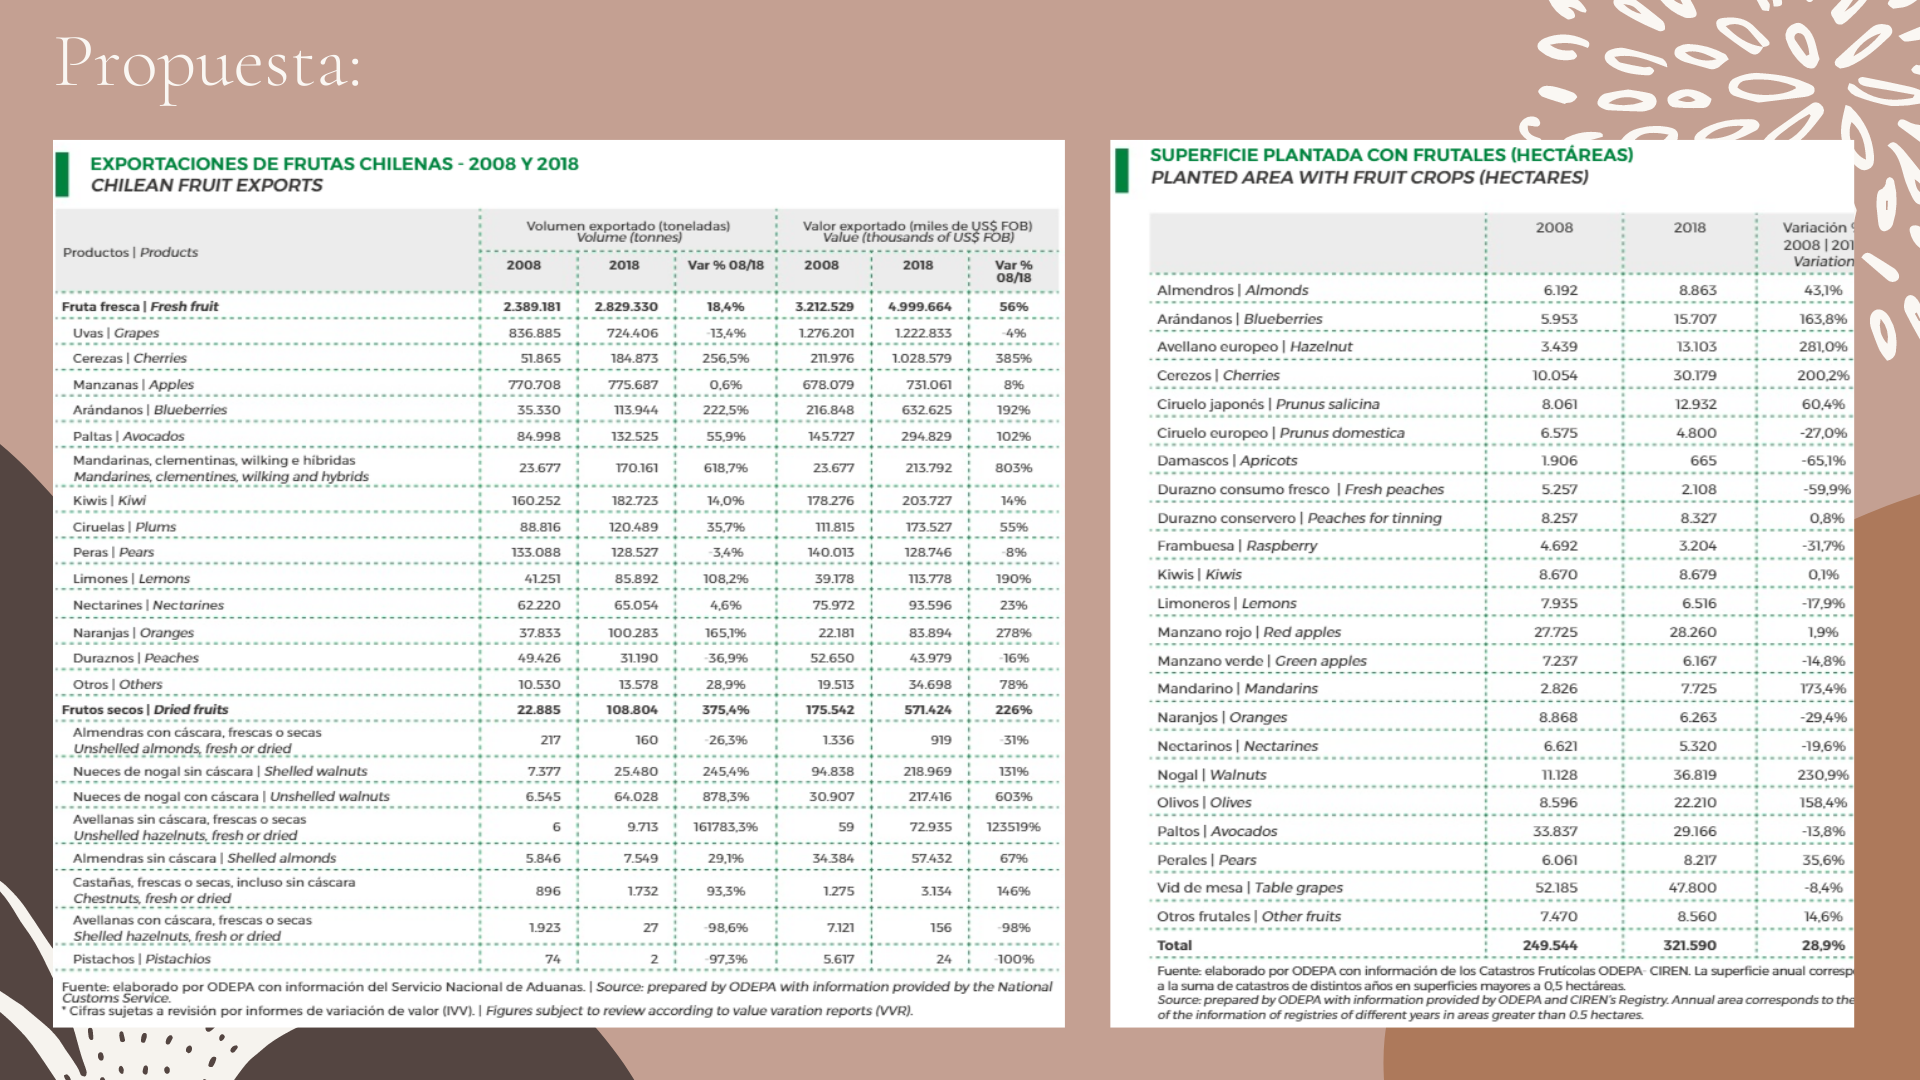 Propuesta:
EXPORTACIONES DE FRUTAS CHILENAS - 2008 Y 2018
CHILEAN FRUIT EXPORTS
Productos | Products
Volumen exportado (toneladas)
Volume (tonnes)
Valor exportado (miles de US$ FOB)
Value (thousands of US$ FOB)
2008 2018 Var % 08/18 2008 2018 Var %
08/18
Fruta fresca | Fresh fruit 2.389.181 2.829.330 18,4% 3.212.529 4.999.664 56%
Uvas | Grapes 836.885 724.406 -13,4% 1.276.201 1.222.833 -4%
Cerezas | Cherries 51.865 184.873 256,5% 211.976 1.028.579 385%
Manzanas | Apples 770.708 775.687 0,6% 678.079 731.061 8%
Arándanos | Blueberries 35.330 113.944 222,5% 216.848 632.625 192%
Paltas | Avocados 84.998 132.525 55,9% 145.727 294.829 102%
Mandarinas, clementinas, wilking e híbridas
Mandarines, clementines, wilking and hybrids 23.677 170.161 618,7% 23.677 213.792 803%
Kiwis | Kiwi 160.252 182.723 14,0% 178.276 203.727 14%
Ciruelas | Plums 88.816 120.489 35,7% 111.815 173.527 55%
Peras | Pears 133.088 128.527 -3,4% 140.013 128.746 -8%
Limones | Lemons 41.251 85.892 108,2% 39.178 113.778 190%
Nectarines | Nectarines 62.220 65.054 4,6% 75.972 93.596 23%
Naranjas | Oranges 37.833 100.283 165,1% 22.181 83.894 278%
Duraznos | Peaches 49.426 31.190 -36,9% 52.650 43.979 -16%
Otros | Others 10.530 13.578 28,9% 19.513 34.698 78%
Frutos secos | Dried fruits 22.885 108.804 375,4% 175.542 571.424 226%
Almendras con cáscara, frescas o secas
Unshelled almonds, fresh or dried 217 160 -26,3% 1.336 919 -31%
Nueces de nogal sin cáscara | Shelled walnuts 7.377 25.480 245,4% 94.838 218.969 131%
Nueces de nogal con cáscara | Unshelled walnuts 6.545 64.028 878,3% 30.907 217.416 603%
Avellanas sin cáscara, frescas o secas
Unshelled hazelnuts, fresh or dried 6 9.713 161783,3% 59 72.935 123519%
Almendras sin cáscara | Shelled almonds 5.846 7.549 29,1% 34.384 57.432 67%
Castañas, frescas o secas, incluso sin cáscara
Chestnuts, fresh or dried 896 1.732 93,3% 1.275 3.134 146%
Avellanas con cáscara, frescas o secas
Shelled hazelnuts, fresh or dried 1.923 27 -98,6% 7.121 156 -98%
Pistachos | Pistachios 74 2 -97,3% 5.617 24 -100%
Fuente: elaborado por ODEPA con información del Servicio Nacional de Aduanas. | Source: prepared by ODEPA with information provided by the National
Customs Service.
* Cifras sujetas a revisión por informes de variación de valor (IVV). | Figures subject to review according to value varation reports (VVR).
SUPERFICIE PLANTADA CON FRUTALES (HECTÁREAS)
PLANTED AREA WITH FRUIT CROPS (HECTARES)
2008 2018 Variación %
2008 | 201
Variation
Almendros | Almonds 6.192 8.863 43,1%
Arándanos | Blueberries 5.953 15.707 163,8%
Avellano europeo | Hazelnut 3.439 13.103 281,0%
Cerezos | Cherries 10.054 30.179 200,2%
Ciruelo japonés | Prunus salicina 8.061 12.932 60,4%
Ciruelo europeo | Prunus domestica 6.575 4.800 -27,0%
Damascos | Apricots 1.906 665 -65,1%
Durazno consumo fresco | Fresh peaches 5.257 2.108 -59,9%
Durazno conservero | Peaches for tinning 8.257 8.327 0,8%
Frambuesa | Raspberry 4.692 3.204 -31,7%
Kiwis | Kiwis 8.670 8.679 0,1%
Limoneros | Lemons 7.935 6.516 -17,9%
Manzano rojo | Red apples 27.725 28.260 1,9%
Manzano verde | Green apples 7.237 6.167 -14,8%
Mandarino | Mandarins 2.826 7.725 173,4%
Naranjos | Oranges 8.868 6.263 -29,4%
Nectarinos | Nectarines 6.621 5.320 -19,6%
Nogal | Walnuts 11.128 36.819 230,9%
Olivos | Olives 8.596 22.210 158,4%
Paltos | Avocados 33.837 29.166 -13,8%
Perales | Pears 6.061 8.217 35,6%
Vid de mesa | Table grapes 52.185 47.800 -8,4%
Otros frutales | Other fruits 7.470 8.560 14,6%
Total 249.544 321.590 28,9%
Fuente: elaborado por ODEPA con información de los Catastros Frutícolas ODEPA- CIREN. La superficie anual corresp
a la suma de catastros de distintos años en superficies mayores a 0,5 hectáreas.
Source: prepared by ODEPA with information provided by ODEPA and CIREN's Registry. Annual area corresponds to the
of the information of registries of different years in areas greater than 0.5 hectares.